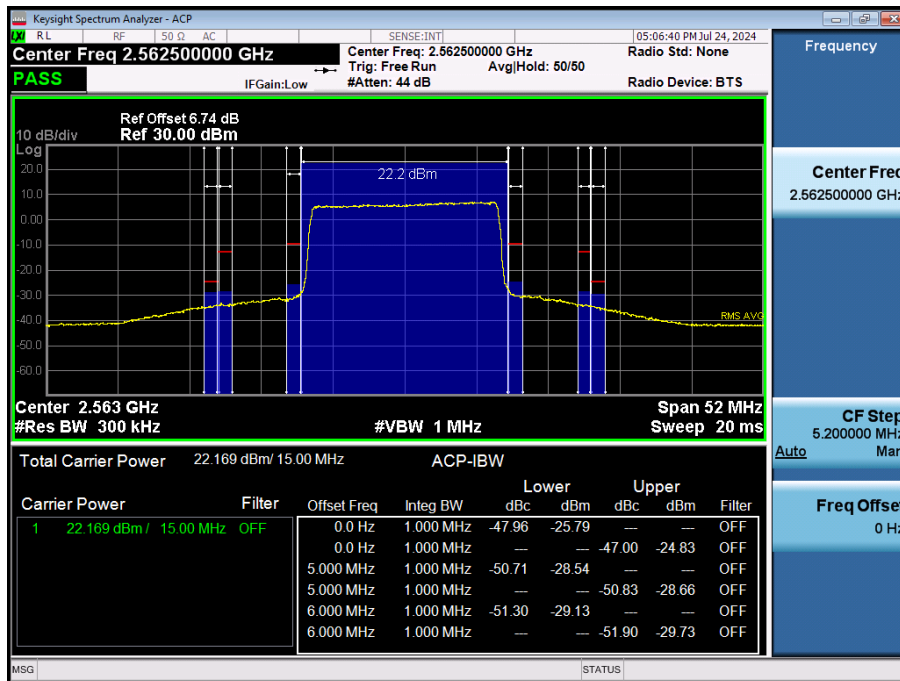 Keysight Spectrum Analyzer - ACP
LXI RL RF 50 Ω AC SENSE:INT 05:06:40 PM Jul 24, 2024
Center Freq 2.562500000 GHz
PASS
IFGain:Low
Center Freq: 2.562500000 GHz
Trig: Free Run Avg|Hold: 50/50
#Atten: 44 dB
Radio Std: None
Radio Device: BTS
Frequency
Ref Offset 6.74 dB
10 dB/div Ref 30.00 dBm
Log
20.0
10.0
0.00
-10.0
-20.0
-30.0
-40.0
-50.0
-60.0
22.2 dBm
RMS AVG
Center 2.563 GHz Span 52 MHz
#Res BW 300 kHz #VBW 1 MHz Sweep 20 ms
Center Freq
2.562500000 GHz
CF Step
5.200000 MHz
Auto Man
Freq Offset
0 Hz
Total Carrier Power 22.169 dBm/ 15.00 MHz ACP-IBW
Lower Upper
Carrier Power Filter Offset Freq Integ BW dBc dBm dBc dBm Filter
1 22.169 dBm / 15.00 MHz OFF 0.0 Hz 1.000 MHz -47.96 -25.79 --- --- OFF
0.0 Hz 1.000 MHz --- --- -47.00 -24.83 OFF
5.000 MHz 1.000 MHz -50.71 -28.54 --- --- OFF
5.000 MHz 1.000 MHz --- --- -50.83 -28.66 OFF
6.000 MHz 1.000 MHz -51.30 -29.13 --- --- OFF
6.000 MHz 1.000 MHz --- --- -51.90 -29.73 OFF
MSG STATUS